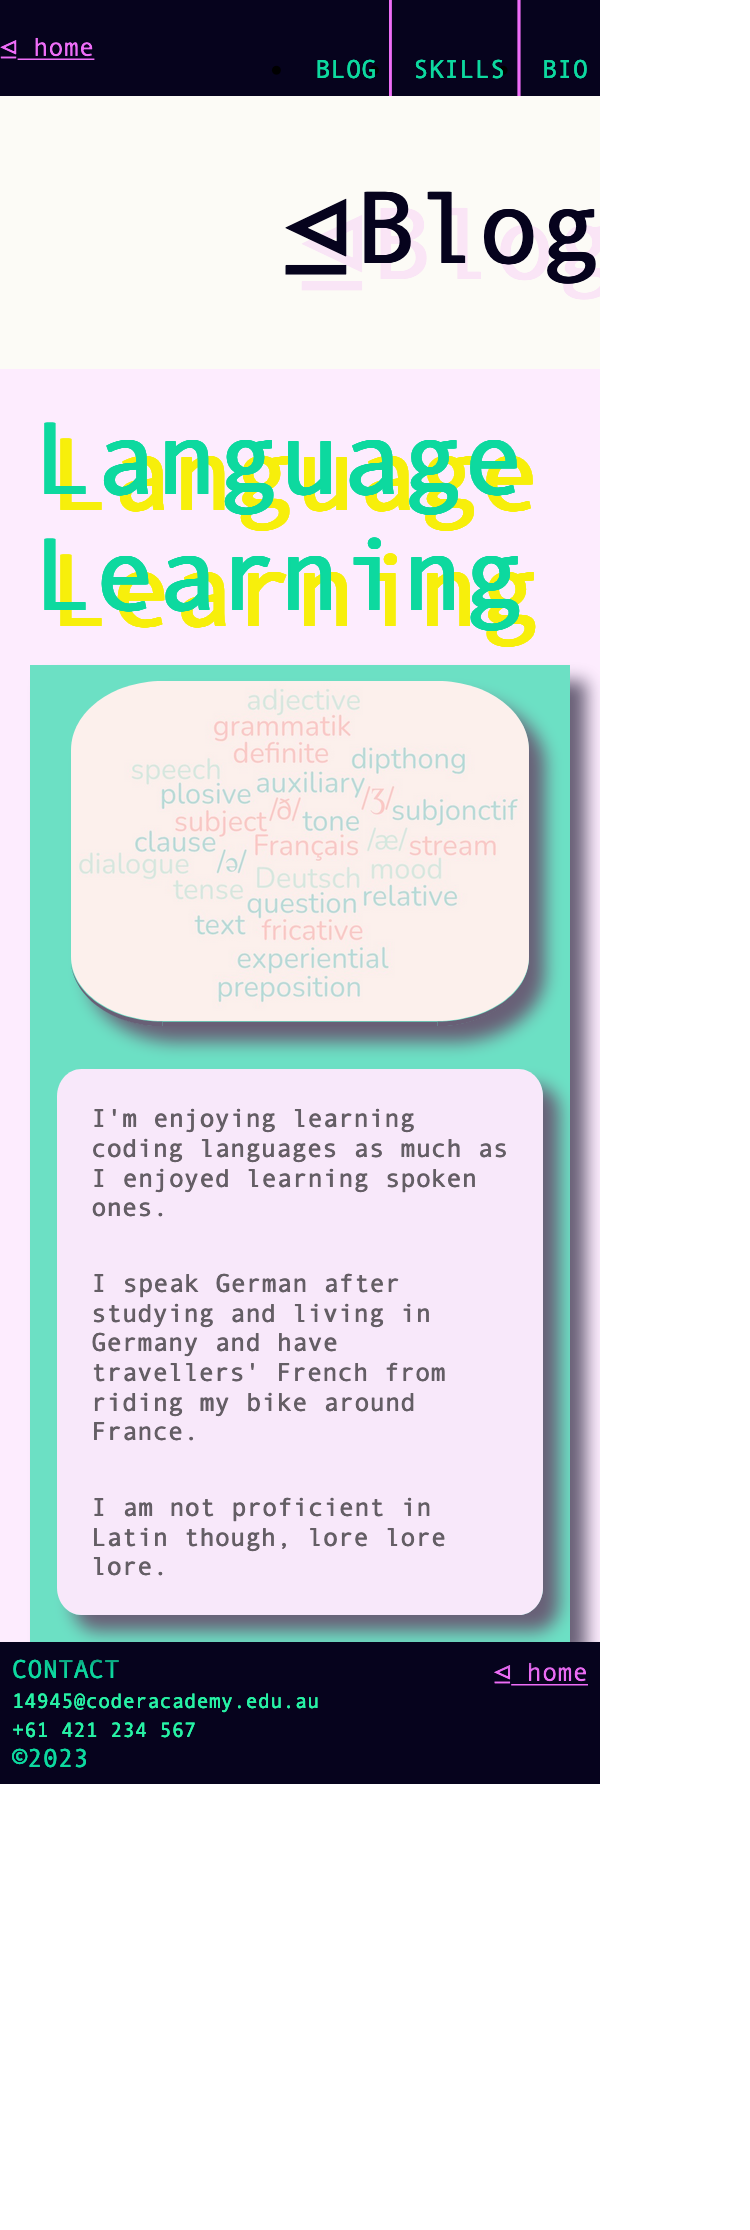 ⊴ home
BLOG
SKILLS
BIO
⊴Blog
Language
Learning
adjective
grammatik
definite
dipthong
speech
auxiliary
plosive
/ð/
/ʒ/
subjonctif
subject
tone
clause
/ə/
Français
/æ/
stream
dialogue
Deutsch
mood
tense
question
relative
text
fricative
experiential
preposition
I'm enjoying learning
coding languages as much as
I enjoyed learning spoken
ones.
I speak German after
studying and living in
Germany and have
travellers' French from
riding my bike around
France.
I am not proficient in
Latin though, lore lore
lore.
CONTACT
⊴ home
14945@coderacademy.edu.au
+61 421 234 567
©2023